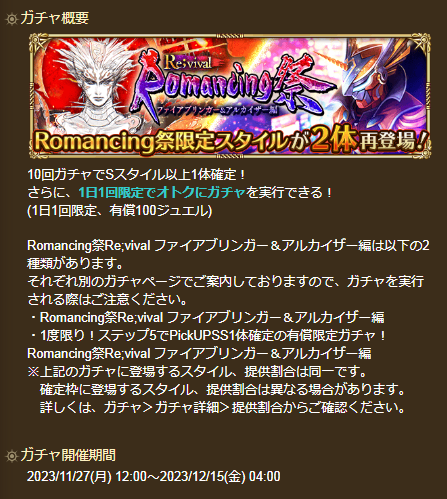 ガチャ概要
Re;vival
Romancing祭
ファイアブリンガー&アルカイザー編
Romancing祭限定スタイルが2体再登場！
10回ガチャでSスタイル以上1体確定！
さらに、1日1回限定でオトクにガチャを実行できる！
(1日1回限定、有償100ジュエル)
Romancing祭Re;vival ファイアブリンガー＆アルカイザー編は以下の2
種類があります。
それぞれ別のガチャページでご案内しておりますので、ガチャを実行
される際はご注意ください。
・Romancing祭Re;vival ファイアブリンガー＆アルカイザー編
・1度限り！ステップ5でPickUPSS1体確定の有償限定ガチャ！
Romancing祭Re;vival ファイアブリンガー＆アルカイザー編
※上記のガチャに登場するスタイル、提供割合は同一です。
確定枠に登場するスタイル、提供割合は異なる場合があります。
詳しくは、ガチャ＞ガチャ詳細＞提供割合からご確認ください。
ガチャ開催期間
2023/11/27(月) 12:00～2023/12/15(金) 04:00